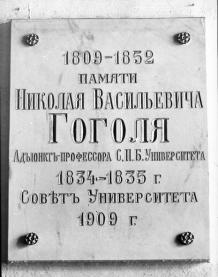 1809-1852
ПАМЯТИ
НИКОЛАЯ ВАСИЛЬЕВИЧА
ГОГОЛЯ
АДЪЮНКТЪ-ПРОФЕССОРА С.П.Б. УНИВЕРСИТЕТА
1834-1835 г.
СОВѢТЪ УНИВЕРСИТЕТА
1909 г.